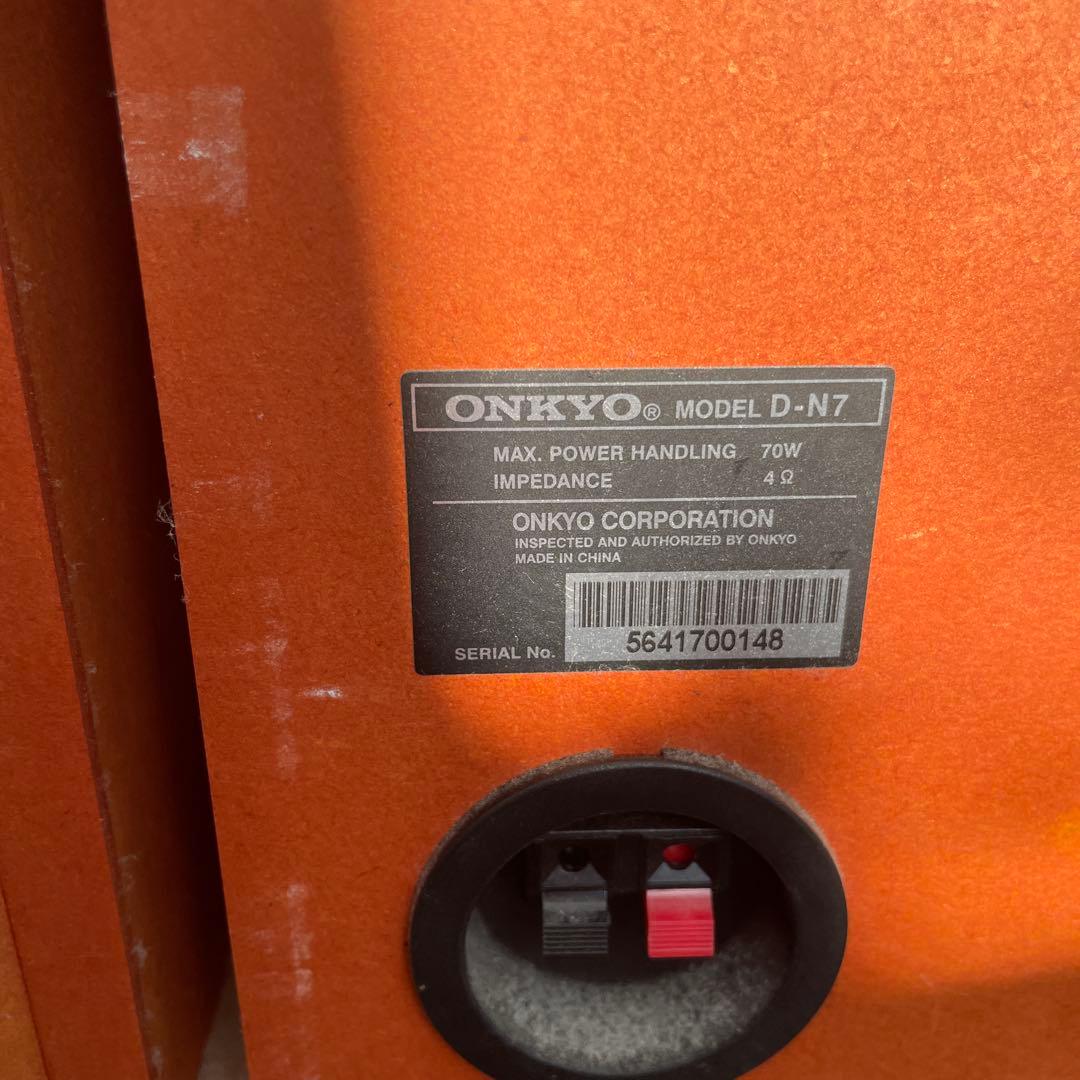 ONKYO® MODEL D-N7
MAX. POWER HANDLING 70W
IMPEDANCE 4 Ω
ONKYO CORPORATION
INSPECTED AND AUTHORIZED BY ONKYO
MADE IN CHINA
SERIAL No. 5641700148